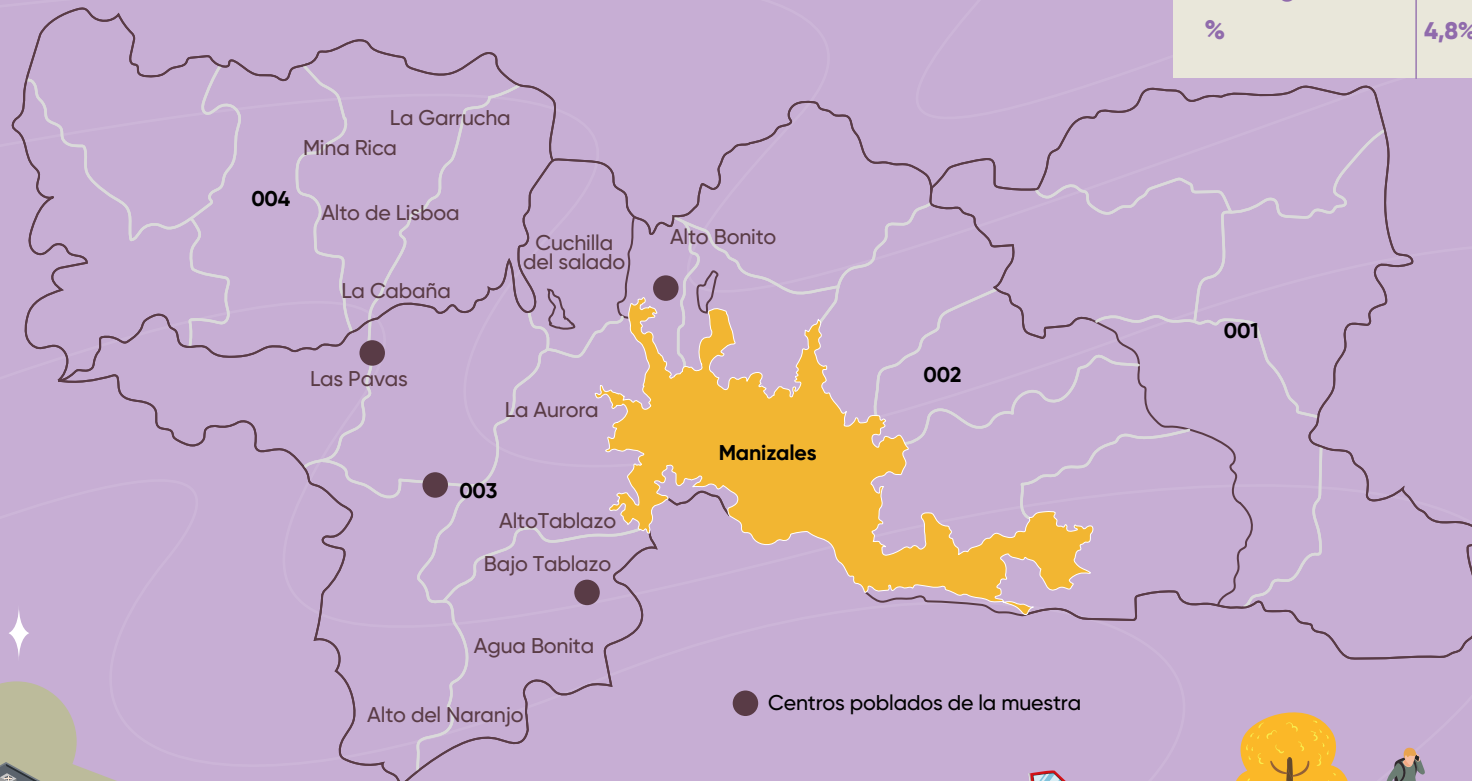 %
4,8%
La Garrucha
Mina Rica
004
Alto de Lisboa
Alto Bonito
Cuchilla
del salado
La Cabaña
001
Las Pavas
002
La Aurora
Manizales
003
AltoTablazo
Bajo Tablazo
Agua Bonita
Alto del Naranjo
Centros poblados de la muestra